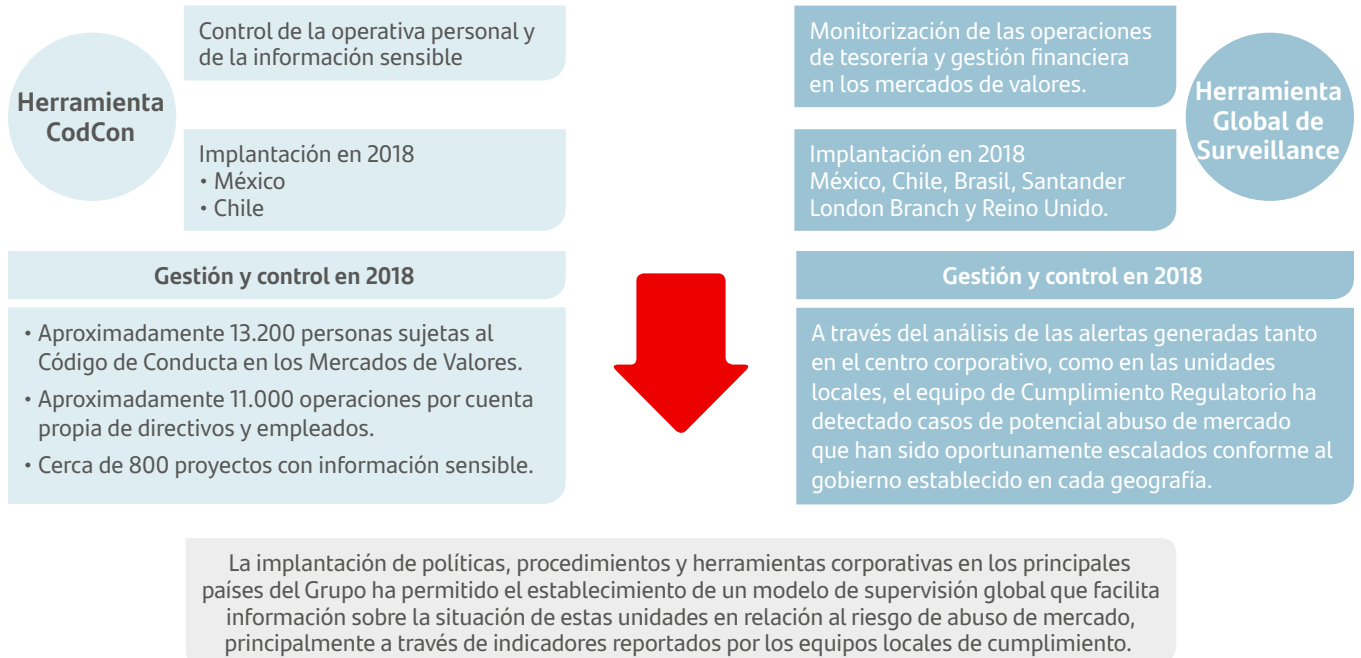 Herramienta
CodCon
Control de la operativa personal y
de la información sensible
Implantación en 2018
• México
• Chile
Gestión y control en 2018
• Aproximadamente 13.200 personas sujetas al
Código de Conducta en los Mercados de Valores.
• Aproximadamente 11.000 operaciones por cuenta
propia de directivos y empleados.
• Cerca de 800 proyectos con información sensible.
Monitorización de las operaciones
de tesorería y gestión financiera
en los mercados de valores.
Herramienta
Global de
Surveillance
Implantación en 2018
México, Chile, Brasil, Santander
London Branch y Reino Unido.
Gestión y control en 2018
A través del análisis de las alertas generadas tanto
en el centro corporativo, como en las unidades
locales, el equipo de Cumplimiento Regulatorio ha
detectado casos de potencial abuso de mercado
que han sido oportunamente escalados conforme al
gobierno establecido en cada geografía.
La implantación de políticas, procedimientos y herramientas corporativas en los principales
países del Grupo ha permitido el establecimiento de un modelo de supervisión global que facilita
información sobre la situación de estas unidades en relación al riesgo de abuso de mercado,
principalmente a través de indicadores reportados por los equipos locales de cumplimiento.